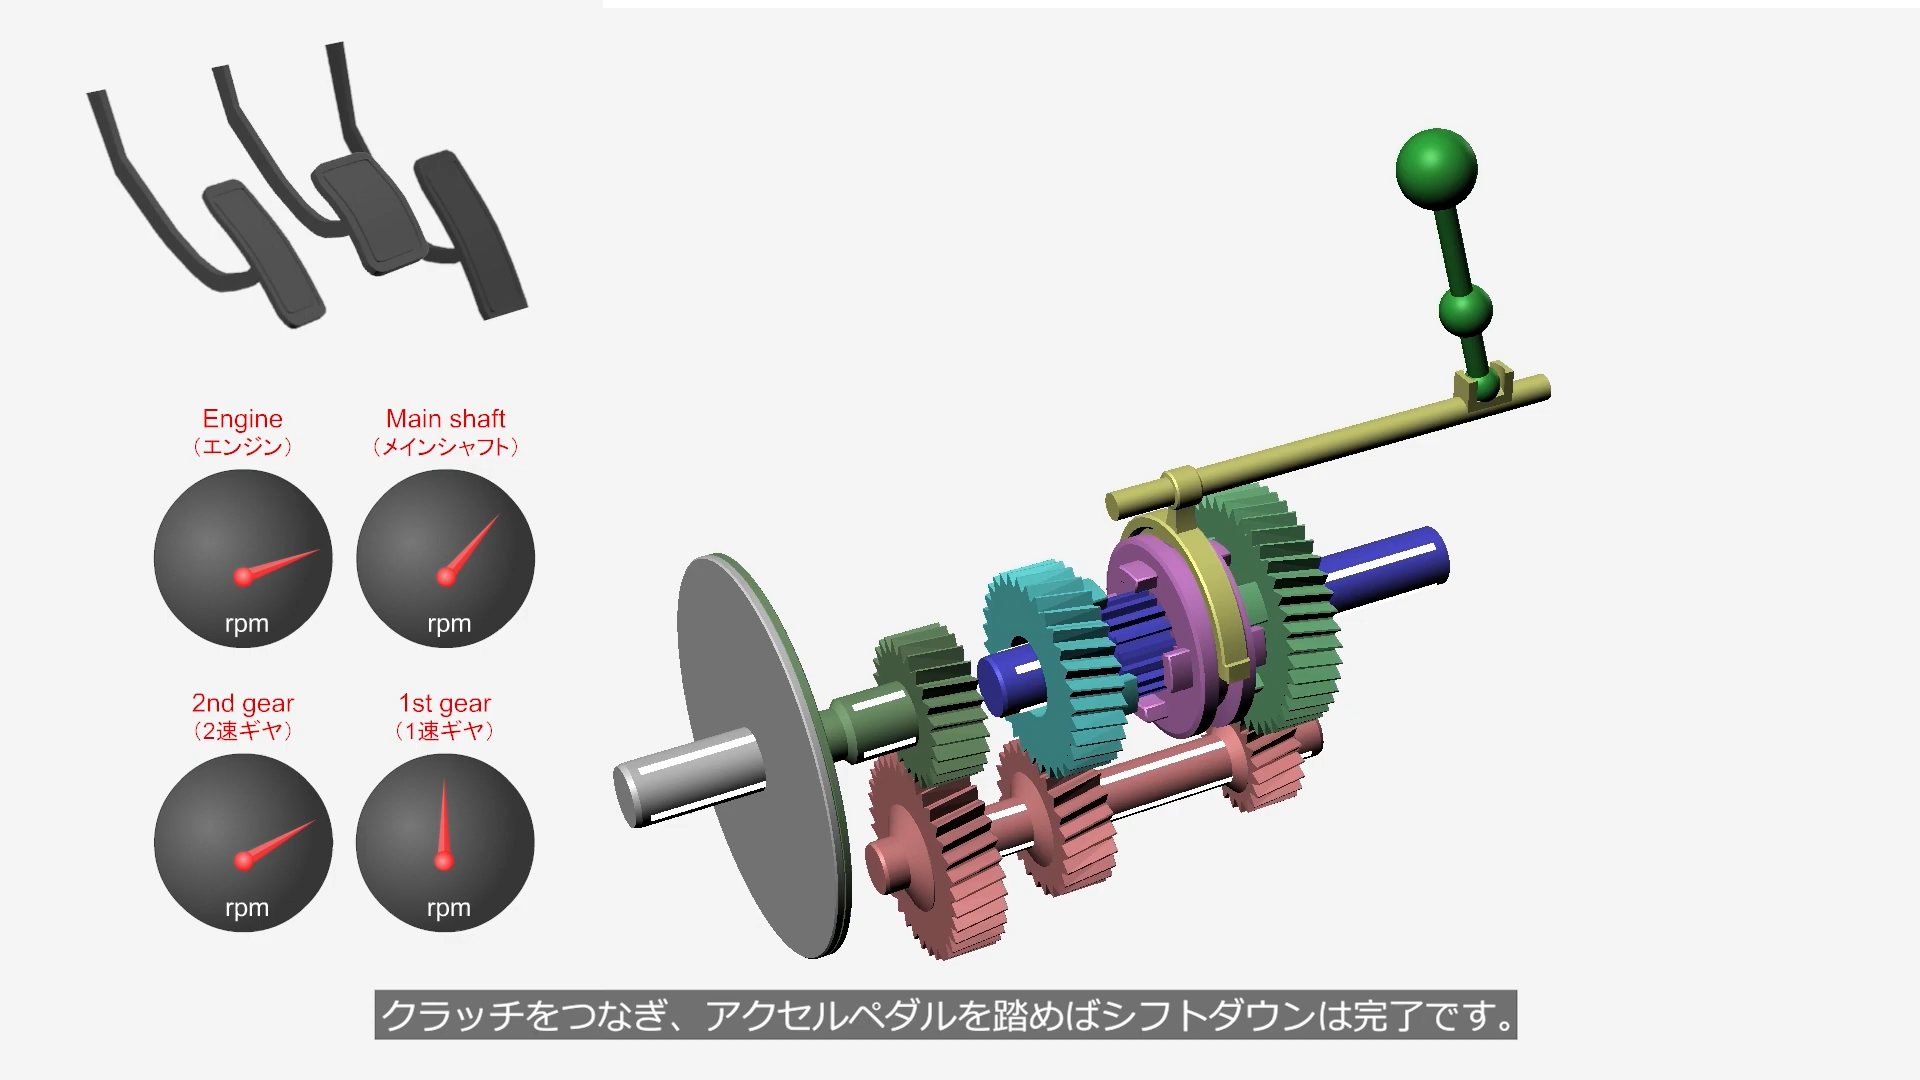 Engine
（エンジン）
Main shaft
（メインシャフト）
rpm
rpm
2nd gear
（2速ギヤ）
1st gear
（1速ギヤ）
rpm
rpm
クラッチをつなぎ、アクセルペダルを踏めばシフトダウンは完了です。